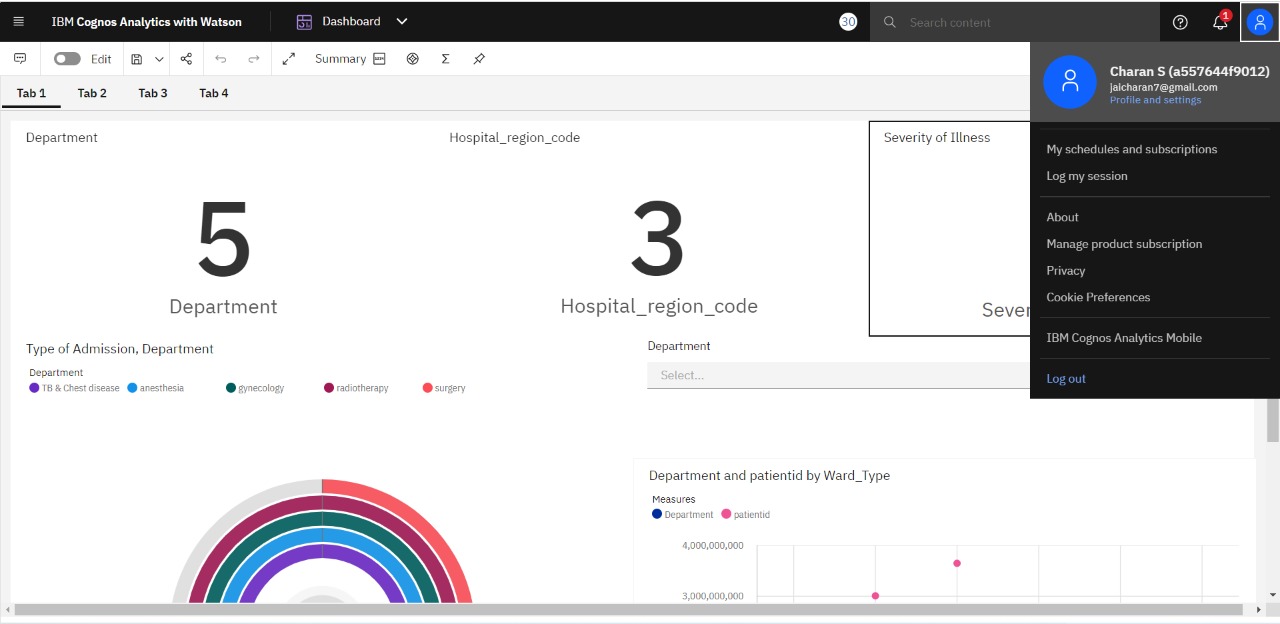 IBM Cognos Analytics with Watson
Dashboard
30
Search content
1
Edit
Summary
Charan S (a557644f9012)
jaicharan7@gmail.com
Profile and settings
Tab 1 Tab 2 Tab 3 Tab 4
My schedules and subscriptions
Log my session
About
Manage product subscription
Privacy
Cookie Preferences
IBM Cognos Analytics Mobile
Log out
Department
5
Department
Hospital_region_code
3
Hospital_region_code
Severity of Illness
Sever
Type of Admission, Department
Department
TB & Chest disease anesthesia gynecology radiotherapy surgery
Department
Select...
Department and patientid by Ward_Type
Measures
Department patientid
4,000,000,000
3,000,000,000